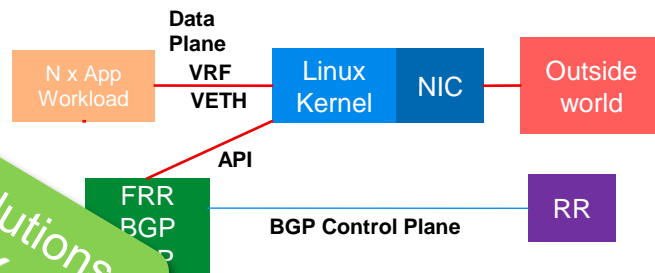 Data
Plane
N x App
Workload
VRF
VETH
Linux
Kernel
NIC
Outside
world
API
FRR
BGP
BGP Control Plane
RR